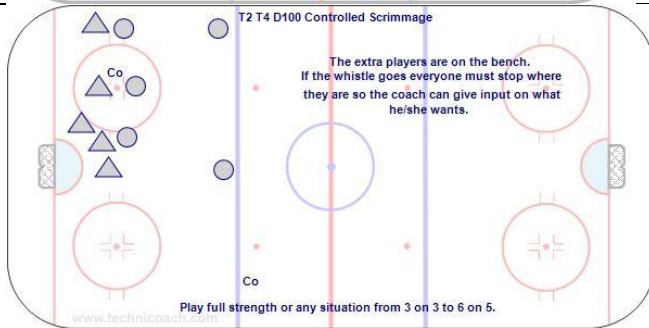 T2 T4 D100 Controlled Scrimmage
The extra players are on the bench.
If the whistle goes everyone must stop where
they are so the coach can give input on what
he/she wants.
Co
Co
Play full strength or any situation from 3 on 3 to 6 on 5.
www.technicoach.com